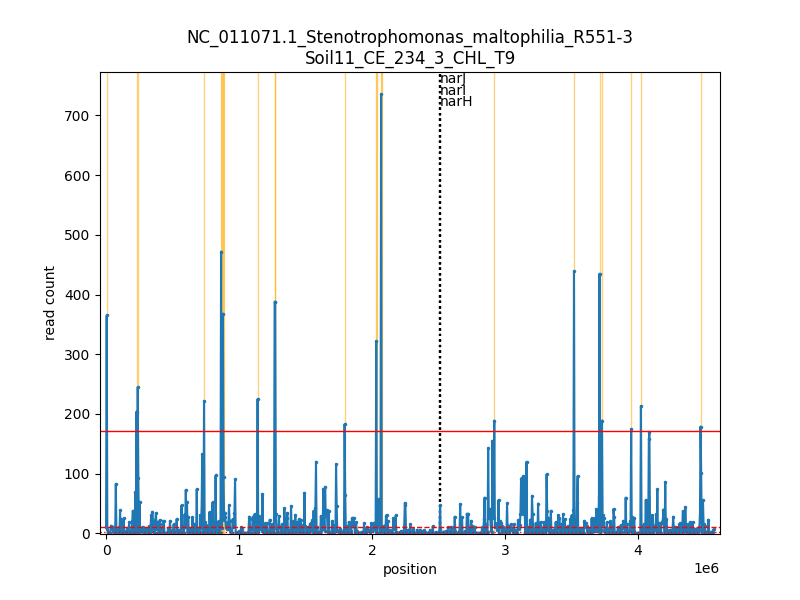 NC_011071.1_Stenotrophomonas_maltophilia_R551-3
Soil11_CE_234_3_CHL_T9
narJ
narI
narH
700
600
500
400
300
200
100
0
read count
0
1
2
3
4
1e6
position